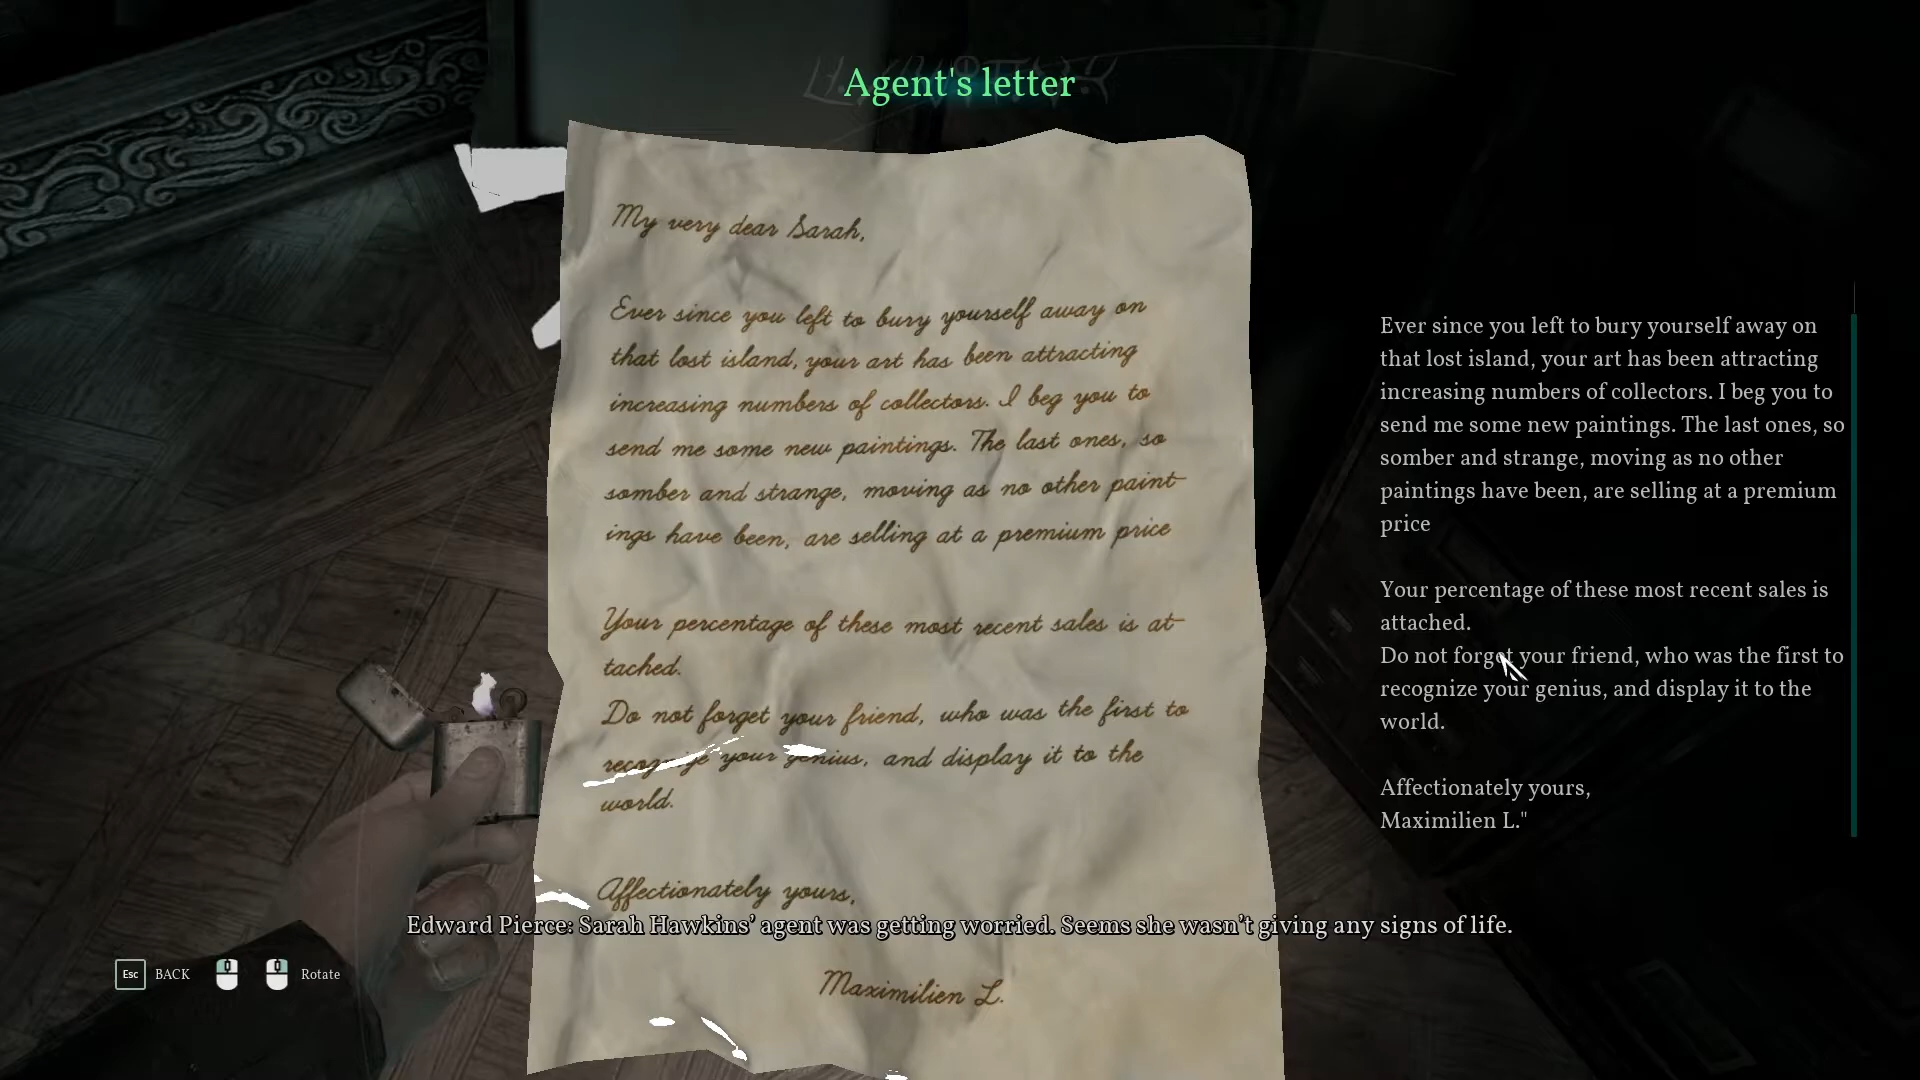 Agent's letter
My very dear Sarah,
Ever since you left to bury yourself away on
that lost island, your art has been attracting
increasing numbers of collectors. I beg you to
send me some new paintings. The last ones, so
somber and strange, moving as no other paint-
ings have been, are selling at a premium price
Your percentage of these most recent sales is at-
tached.
Do not forget your friend, who was the first to
recognize your genius, and display it to the
world.
Affectionately yours,
Maximilien L.
Ever since you left to bury yourself away on
that lost island, your art has been attracting
increasing numbers of collectors. I beg you to
send me some new paintings. The last ones, so
somber and strange, moving as no other
paintings have been, are selling at a premium
price
Your percentage of these most recent sales is
attached.
Do not forget your friend, who was the first to
recognize your genius, and display it to the
world.
Affectionately yours,
Maximilien L."
Edward Pierce: Sarah Hawkins' agent was getting worried. Seems she wasn't giving any signs of life.
Esc BACK Rotate